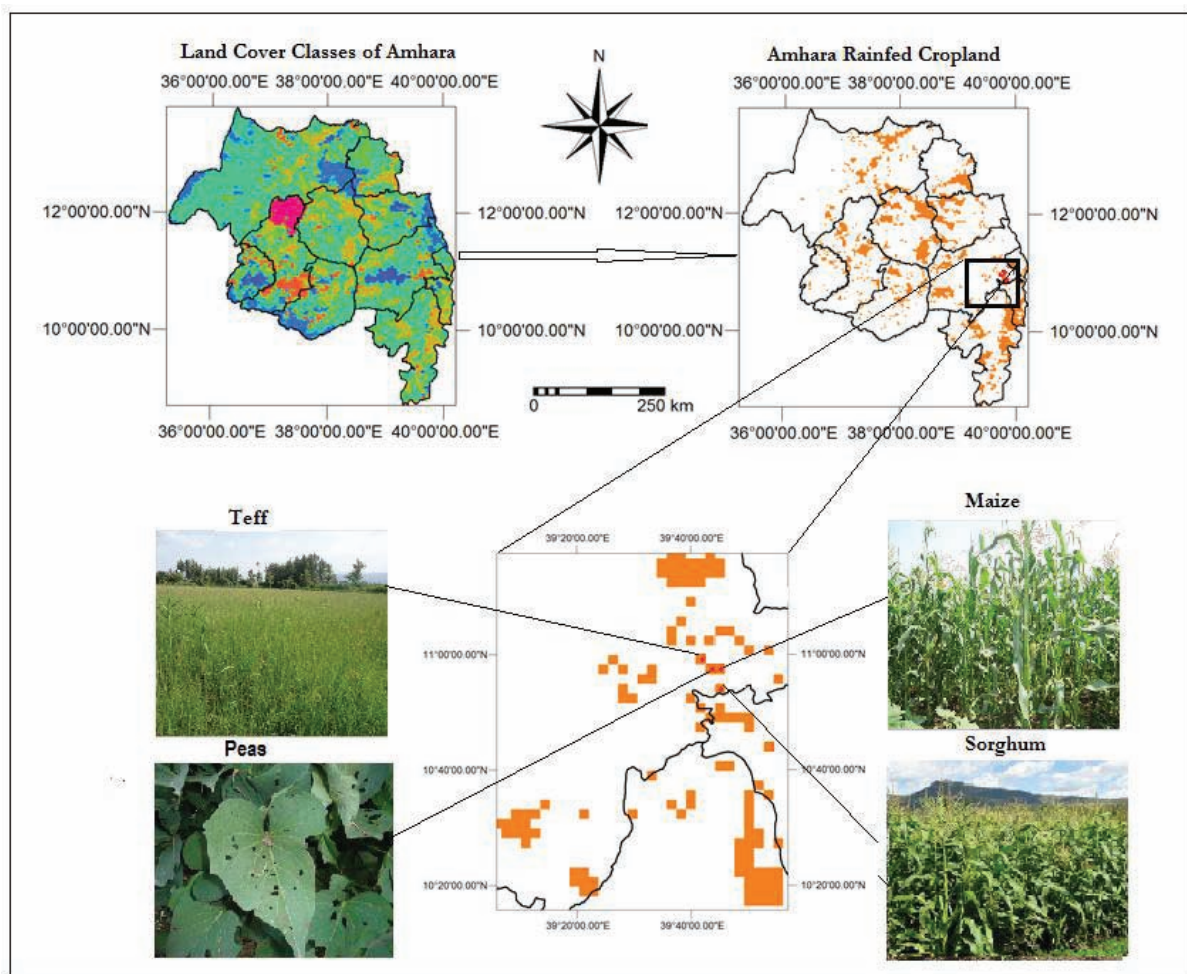 Land Cover Classes of Amhara
36°00'00.00"E 38°00'00.00"E 40°00'00.00"E
12°00'00.00"N
10°00'00.00"N
36°00'00.00"E 38°00'00.00"E 40°00'00.00"E
12°00'00.00"N
10°00'00.00"N
N
0 250 km
Amhara Rainfed Cropland
36°00'00.00"E 38°00'00.00"E 40°00'00.00"E
12°00'00.00"N
10°00'00.00"N
12°00'00.00"N
10°00'00.00"N
36°00'00.00"E 38°00'00.00"E 40°00'00.00"E
Teff
Peas
39°20'00.00"E 39°40'00.00"E
11°00'00.00"N
10°40'00.00"N
10°20'00.00"N
11°00'00.00"N
10°40'00.00"N
10°20'00.00"N
39°20'00.00"E 39°40'00.00"E
Maize
Sorghum